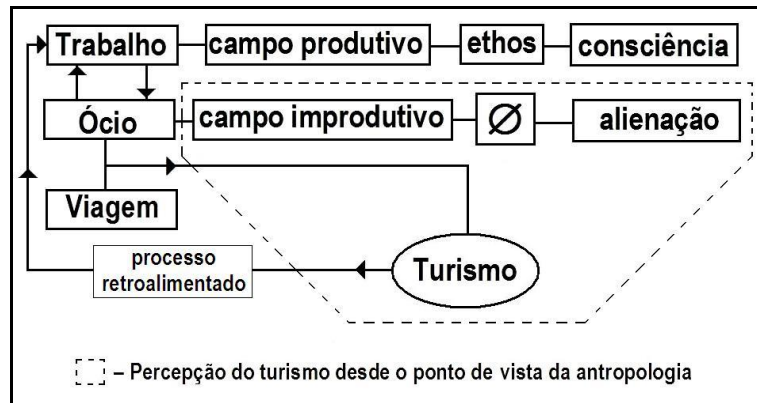 Trabalho
campo produtivo
ethos
consciência
Ócio
campo improdutivo
∅
alienação
Viagem
processo
retroalimentado
Turismo
– Percepção do turismo desde o ponto de vista da antropologia